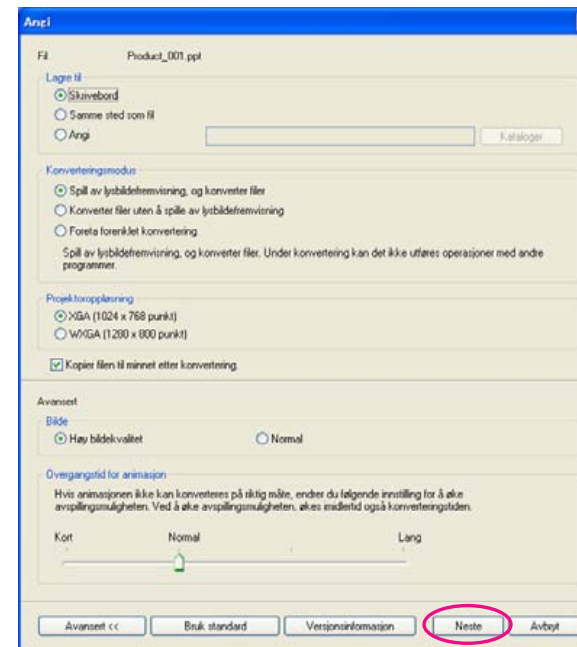 Angi
Fil Product_001.ppt
Lagre til
Skrivebord
Samme sted som fil
Angi Kataloger
Konverteringsmodus
Spill av lysbildefremvisning, og konverter filer
Konverter filer uten å spille av lysbildefremvisning
Foreta forenklet konvertering
Spill av lysbildefremvisning, og konverter filer. Under konvertering kan det ikke utføres operasjoner med andre
programmer.
Projektoroppløsning
XGA (1024 x 768 punkt)
WXGA (1280 x 800 punkt)
Kopier filen til minnet etter konvertering.
Avansert
Bilde
Høy bildekvalitet Normal
Overgangstid for animasjon
Hvis animasjonen ikke kan konverteres på riktig måte, endrer du følgende innstilling for å øke
avspillingsmuligheten. Ved å øke avspillingsmuligheten, økes imidlertid også konverteringstiden.
Kort Normal Lang
Avansert << Bruk standard Versjonsinformasjon Neste Avbryt